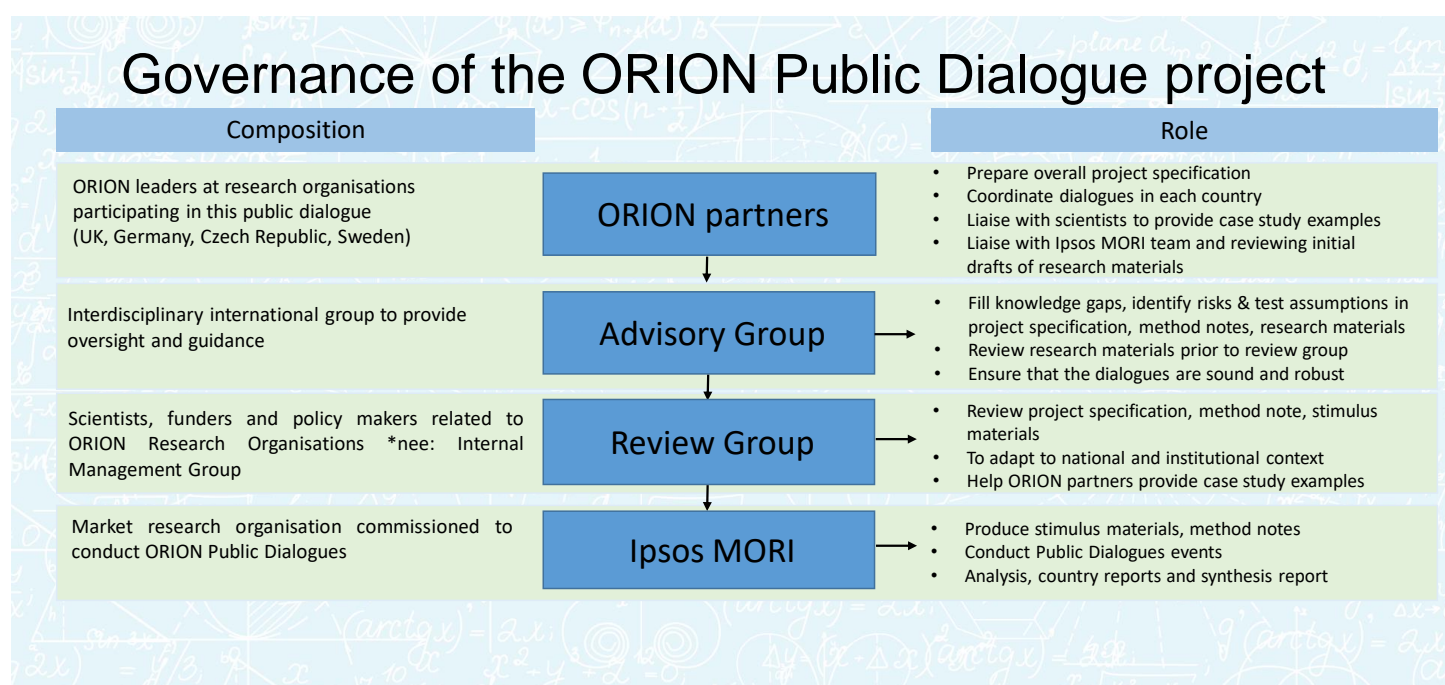 Governance of the ORION Public Dialogue project
Composition
Role
ORION leaders at research organisations
participating in this public dialogue
(UK, Germany, Czech Republic, Sweden)
ORION partners
• Prepare overall project specification
• Coordinate dialogues in each country
• Liaise with scientists to provide case study examples
• Liaise with Ipsos MORI team and reviewing initial
drafts of research materials
Interdisciplinary international group to provide
oversight and guidance
Advisory Group
• Fill knowledge gaps, identify risks & test assumptions in
project specification, method notes, research materials
• Review research materials prior to review group
• Ensure that the dialogues are sound and robust
Scientists, funders and policy makers related to
ORION Research Organisations *nee: Internal
Management Group
Review Group
• Review project specification, method note, stimulus
materials
• To adapt to national and institutional context
• Help ORION partners provide case study examples
Market research organisation commissioned to
conduct ORION Public Dialogues
Ipsos MORI
• Produce stimulus materials, method notes
• Conduct Public Dialogues events
• Analysis, country reports and synthesis report